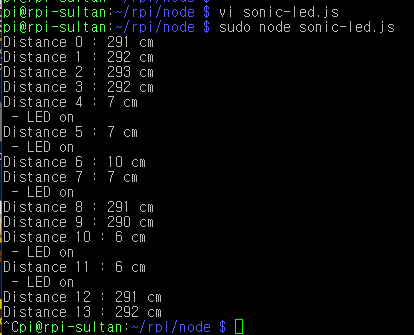 pi@rpi-sultan:~/rpi/node $ vi sonic-led.js
pi@rpi-sultan:~/rpi/node $ sudo node sonic-led.js
Distance 0 : 291 cm
Distance 1 : 292 cm
Distance 2 : 293 cm
Distance 3 : 292 cm
Distance 4 : 7 cm
 - LED on
Distance 5 : 7 cm
 - LED on
Distance 6 : 10 cm
Distance 7 : 7 cm
 - LED on
Distance 8 : 291 cm
Distance 9 : 290 cm
Distance 10 : 6 cm
 - LED on
Distance 11 : 6 cm
 - LED on
Distance 12 : 291 cm
Distance 13 : 292 cm
^Cpi@rpi-sultan:~/rpi/node $